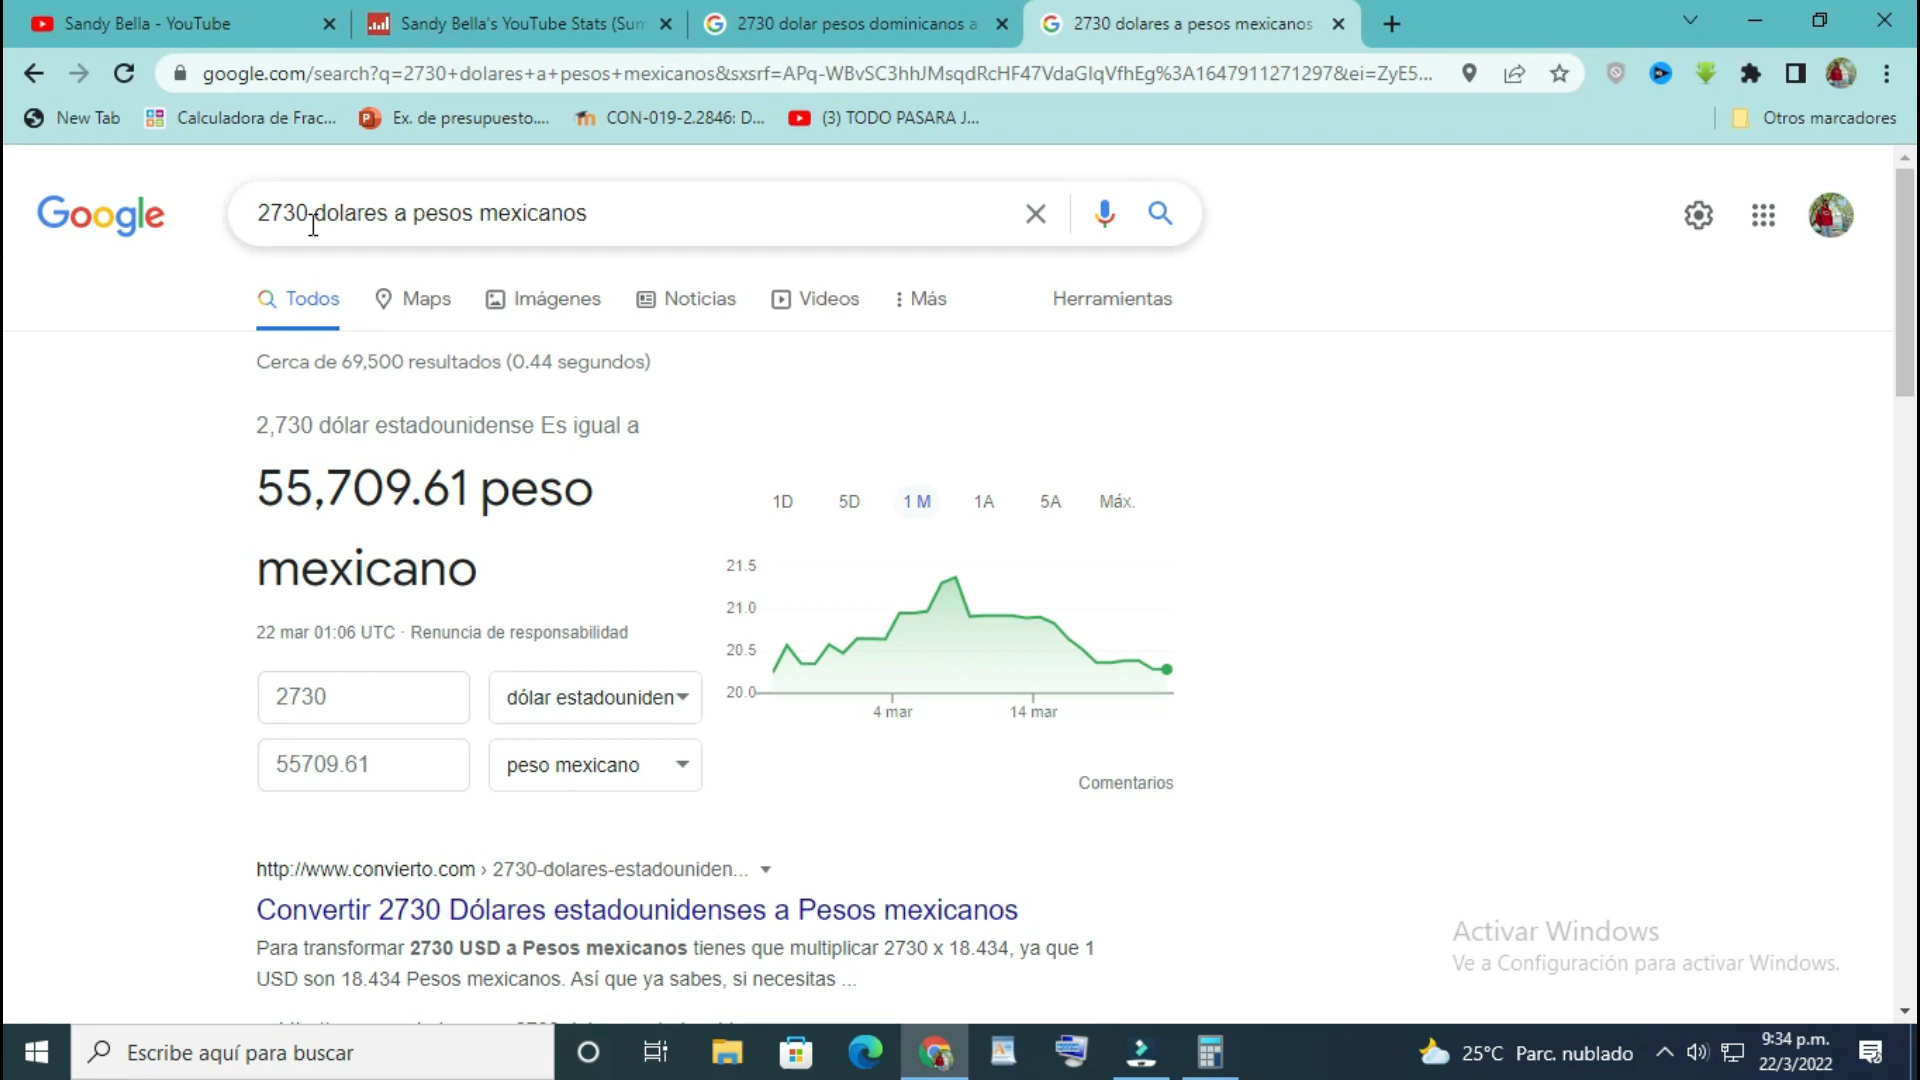 Sandy Bella - YouTube
Sandy Bella's YouTube Stats (Sum
2730 dolar pesos dominicanos a
2730 dolares a pesos mexicanos
google.com/search?q=2730+dolares+a+pesos+mexicanos&sxsrf=APq-WBvSC3hhJMsqdRcHF47VdaGIqVfhEg%3A1647911271297&ei=ZyE5...
New Tab
Calculadora de Frac...
Ex. de presupuesto....
CON-019-2.2846: D...
(3) TODO PASARA J...
Otros marcadores
Google
2730 dolares a pesos mexicanos
Todos
Maps
Imágenes
Noticias
Videos
Más
Herramientas
Cerca de 69,500 resultados (0.44 segundos)
2,730 dólar estadounidense Es igual a
55,709.61 peso
mexicano
22 mar 01:06 UTC · Renuncia de responsabilidad
2730
dólar estadouniden
55709.61
peso mexicano
1D 5D 1 M 1A 5A Máx.
21.5
21.0
20.5
20.0
4 mar 14 mar
Comentarios
http://www.convierto.com › 2730-dolares-estadouniden...
Convertir 2730 Dólares estadounidenses a Pesos mexicanos
Para transformar 2730 USD a Pesos mexicanos tienes que multiplicar 2730 x 18.434, ya que 1
USD son 18.434 Pesos mexicanos. Así que ya sabes, si necesitas ...
Activar Windows
Ve a Configuración para activar Windows.
Escribe aquí para buscar
25°C Parc. nublado
9:34 p.m.
22/3/2022